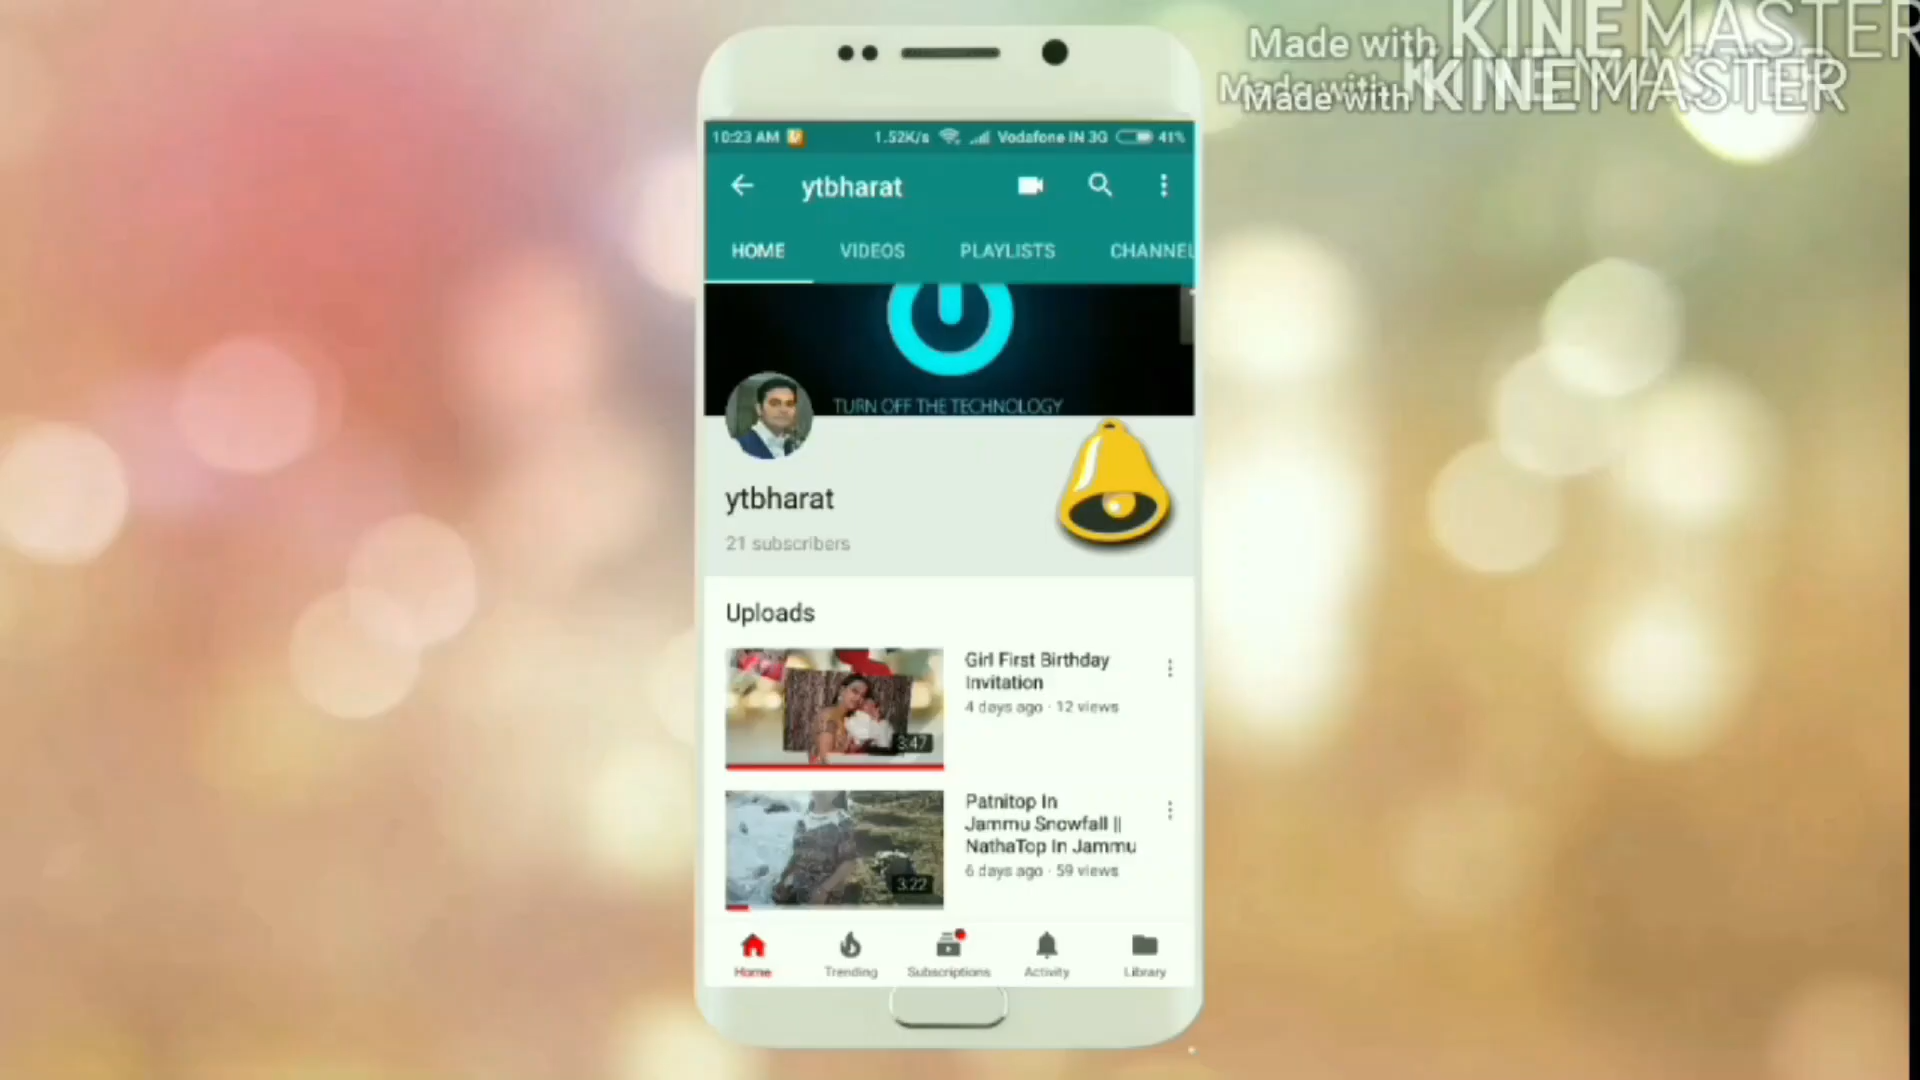 Made with KINEMASTER
Made with
Made with KINEMASTER
10:23 AM 1.52K/s Vodafone IN 3G 41%
ytbharat
HOME VIDEOS PLAYLISTS CHANNEL
TURN OFF THE TECHNOLOGY
ytbharat
21 subscribers
Uploads
Girl First Birthday
Invitation
4 days ago · 12 views
3:47
Patnitop In
Jammu Snowfall ||
NathaTop In Jammu
6 days ago · 59 views
3:22
Home Trending Subscriptions Activity Library